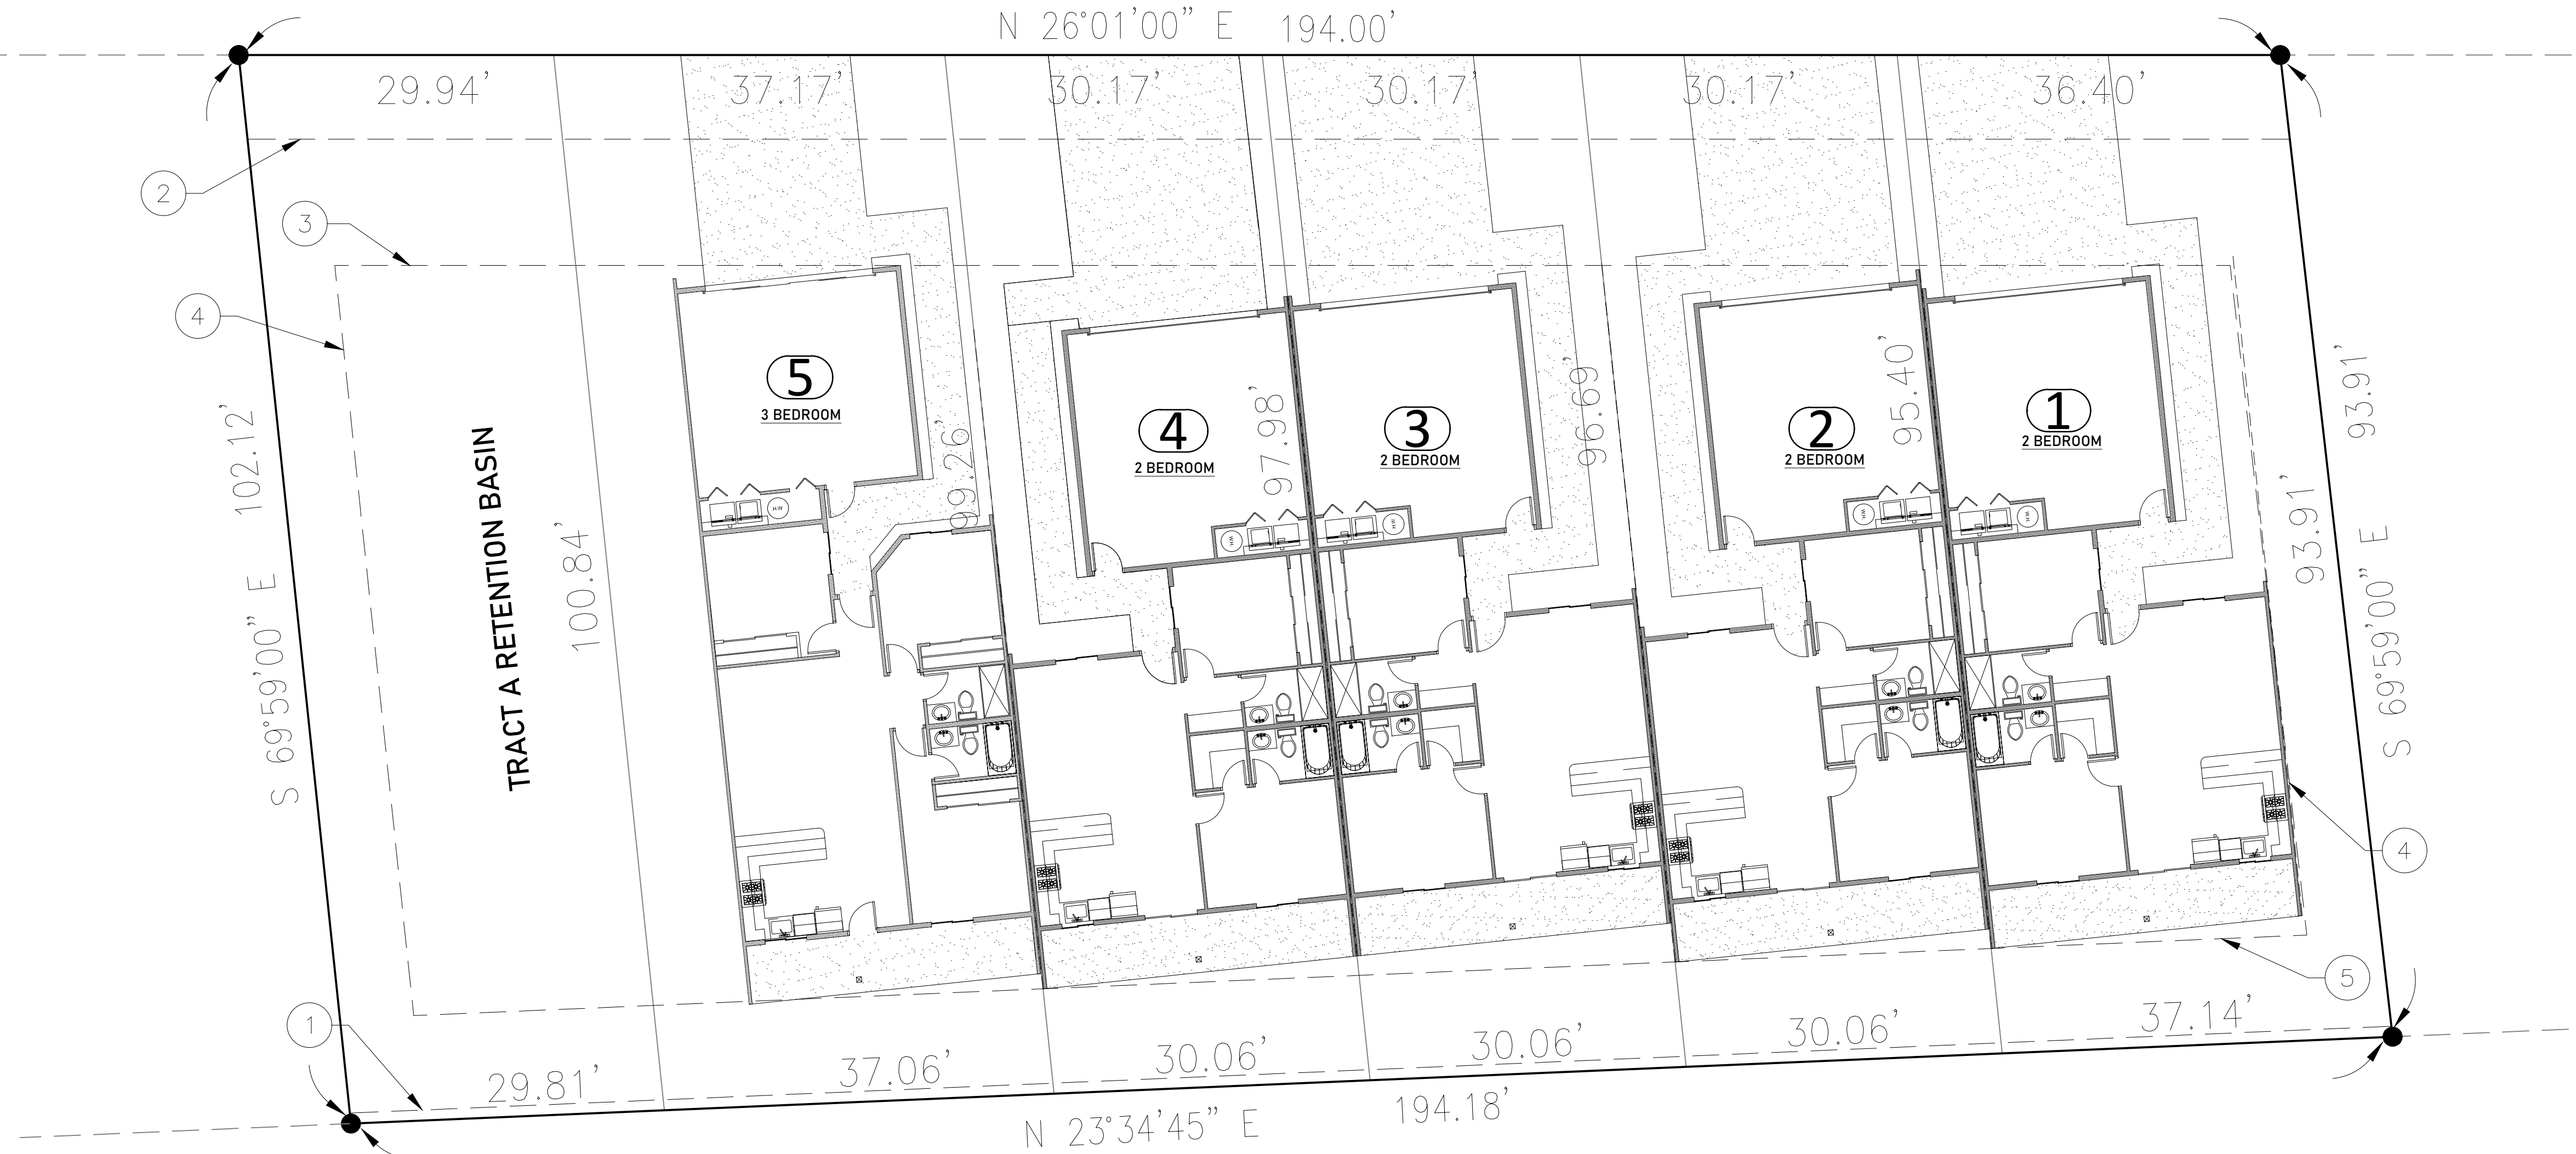 N 26°01'00" E 194.00'
29.94'
37.17'
30.17'
30.17'
30.17'
36.40'
2
3
4
5
3 BEDROOM
4
2 BEDROOM
3
2 BEDROOM
2
2 BEDROOM
1
2 BEDROOM
TRACT A RETENTION BASIN
S 69°59'00" E 102.12'
100.84'
99.26'
97.98'
96.69'
95.40'
93.91'
S 69°59'00" E 93.91'
W.H.
W.H.
W.H.
W.H.
W.H.
4
5
1
29.81'
37.06'
30.06'
30.06'
30.06'
37.14'
N 23°34'45" E 194.18'